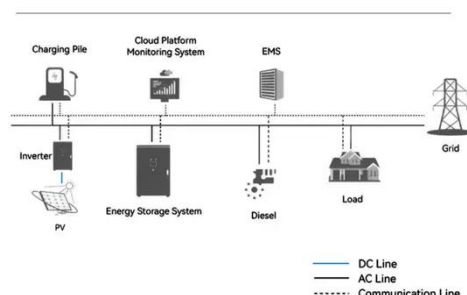 Charging Pile
Cloud Platform
Monitoring System
EMS
Grid
Inverter
PV
Energy Storage System
Diesel
Load
DC Line
AC Line
Communication Line